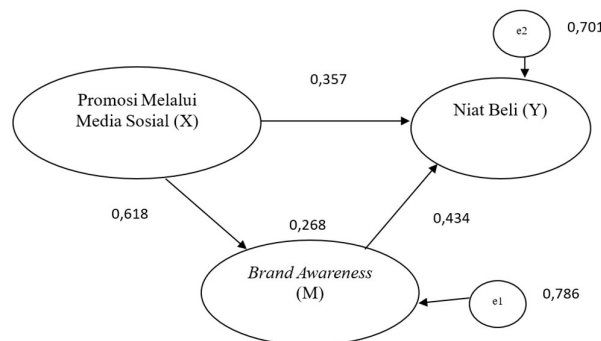 e2
0,701
0,357
Promosi Melalui
Media Sosial (X)
Niat Beli (Y)
0,618
0,268
0,434
Brand Awareness
(M)
e1
0,786